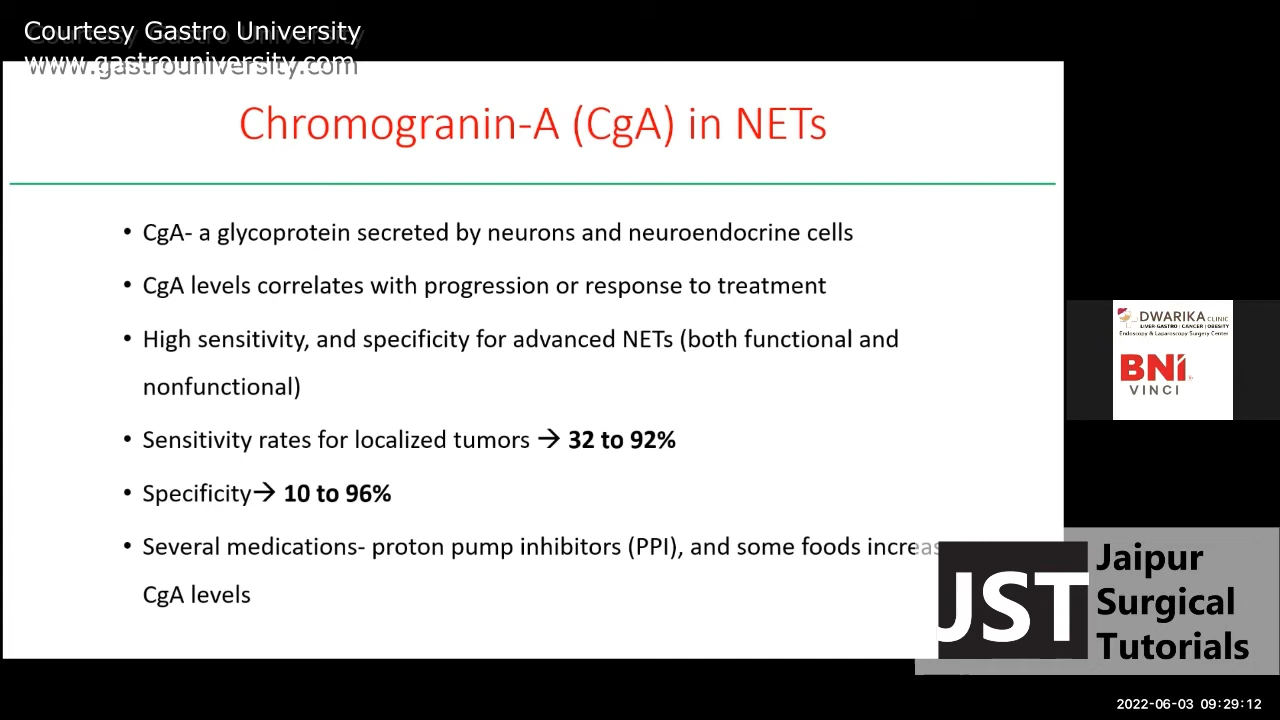 Courtesy Gastro University
www.gastrouniversity.com
Chromogranin-A (CgA) in NETs
• CgA- a glycoprotein secreted by neurons and neuroendocrine cells
• CgA levels correlates with progression or response to treatment
• High sensitivity, and specificity for advanced NETs (both functional and
nonfunctional)
• Sensitivity rates for localized tumors → 32 to 92%
• Specificity→ 10 to 96%
• Several medications- proton pump inhibitors (PPI), and some foods increas
CgA levels
DWARIKA CLINIC
LIVER-GASTRO | CANCER | OBESITY
Endoscopy & Laparoscopy Surgery Center
BNI
VINCI
JST
Jaipur
Surgical
Tutorials
2022-06-03 09:29:12